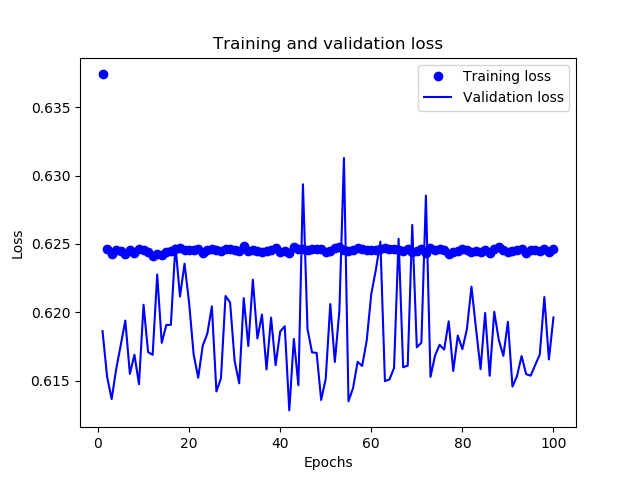 Training and validation loss
Training loss
Validation loss
0.635
0.630
0.625
0.620
0.615
Loss
0
20
40
60
80
100
Epochs